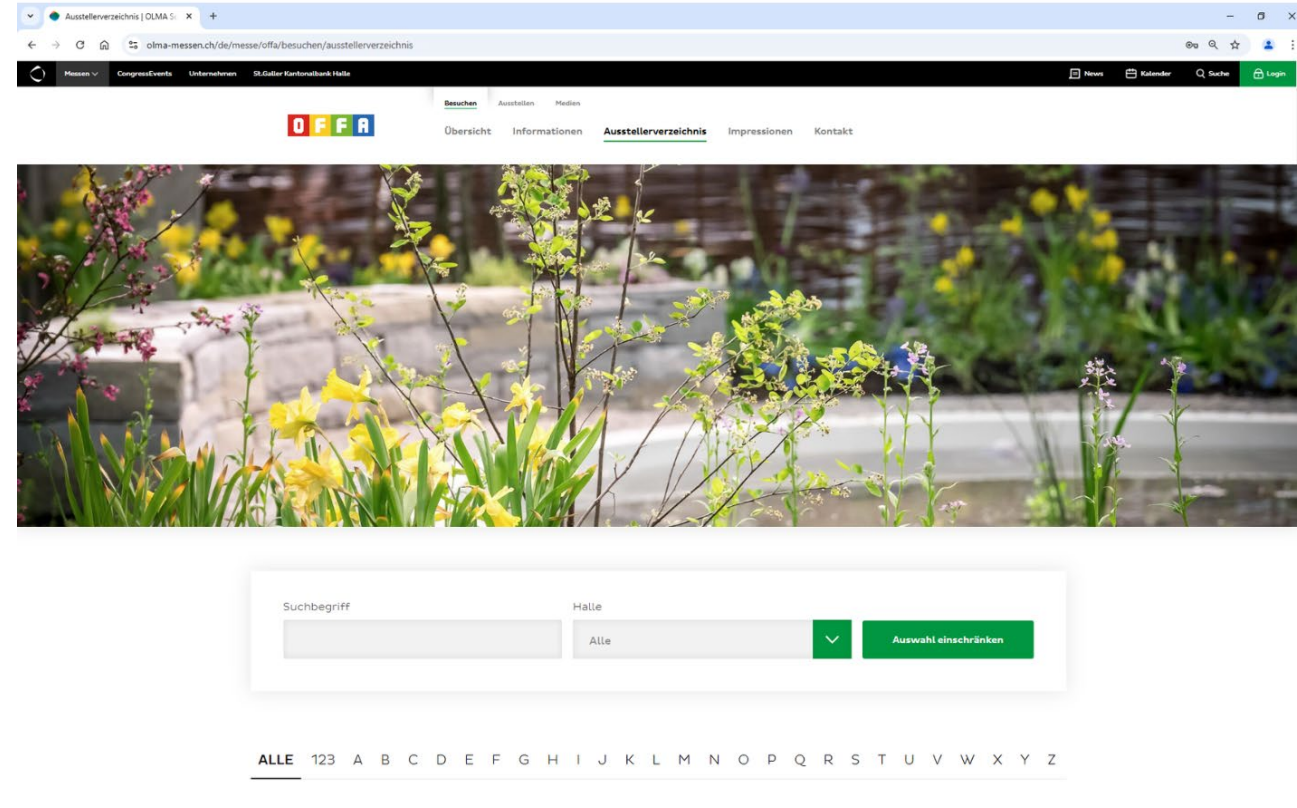 Ausstellerverzeichnis | OLMA S
olma-messen.ch/de/messe/offa/besuchen/ausstellerverzeichnis
Messen CongressEvents Unternehmen St.Galler Kantonalbank Halle News Kalender Suche Login
Besuchen Ausstellen Medien
OFFA
Übersicht Informationen Ausstellerverzeichnis Impressionen Kontakt
Suchbegriff Halle
Alle Auswahl einschränken
ALLE 123 A B C D E F G H I J K L M N O P Q R S T U V W X Y Z